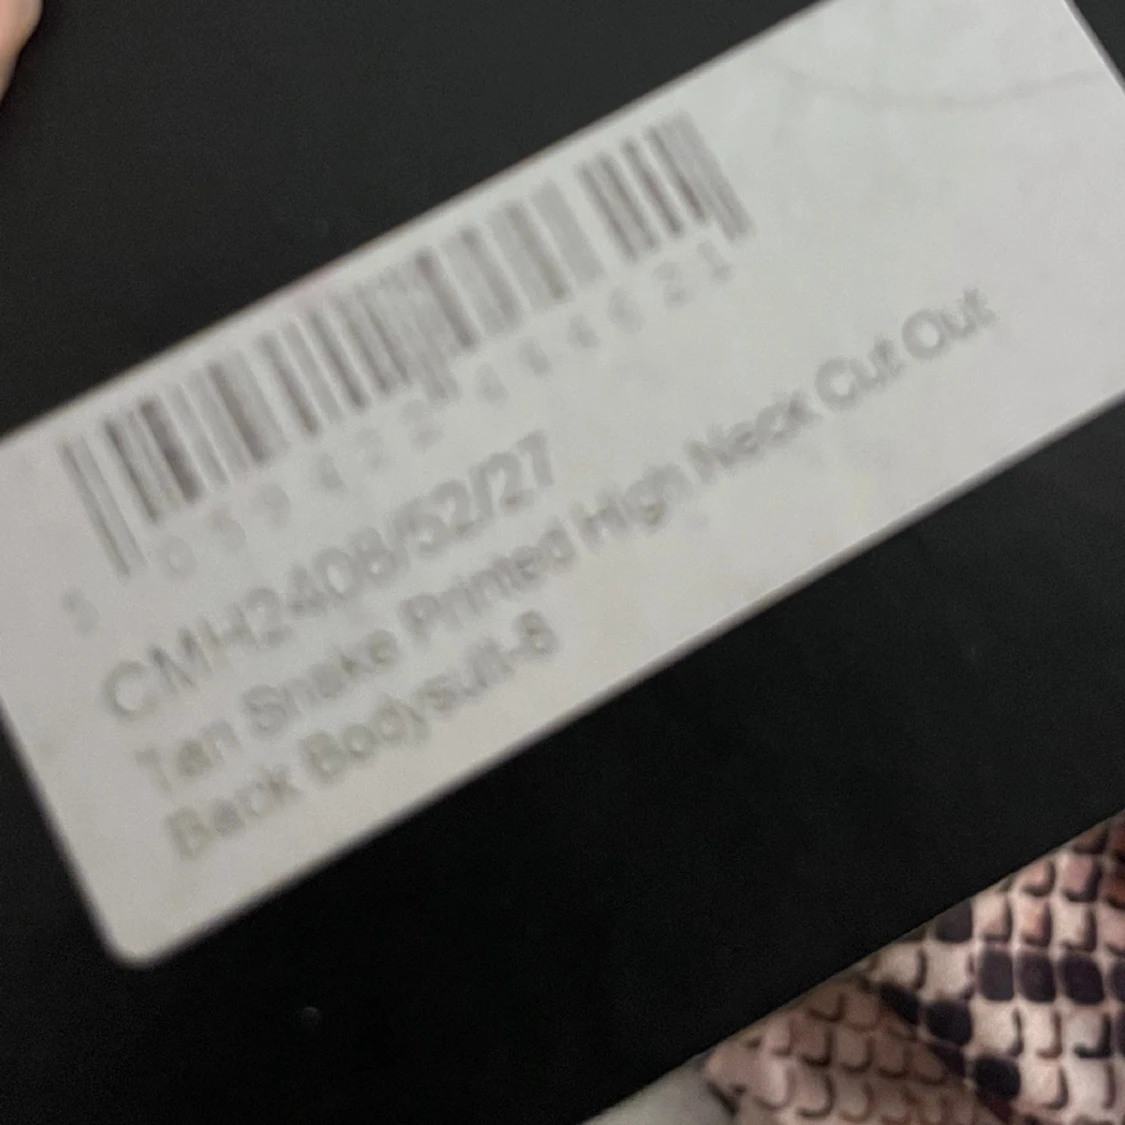 CMH2408/52/27
Tan Snake Printed High Neck Cut Out
Back Bodysuit-8